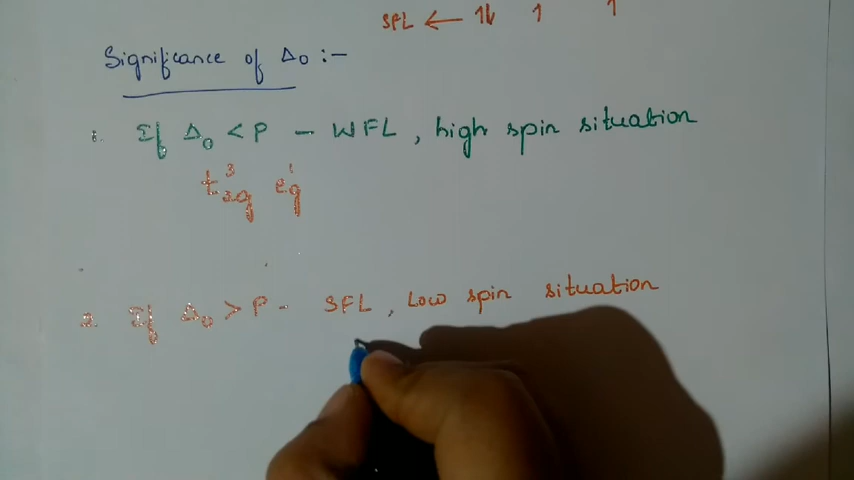 SFL ← 1↓ 1 1
Significance of Δ₀ :-
1. If Δ₀ < P - WFL, high spin situation
t₂g³ eg¹
2. If Δ₀ > P - SFL, Low spin situation